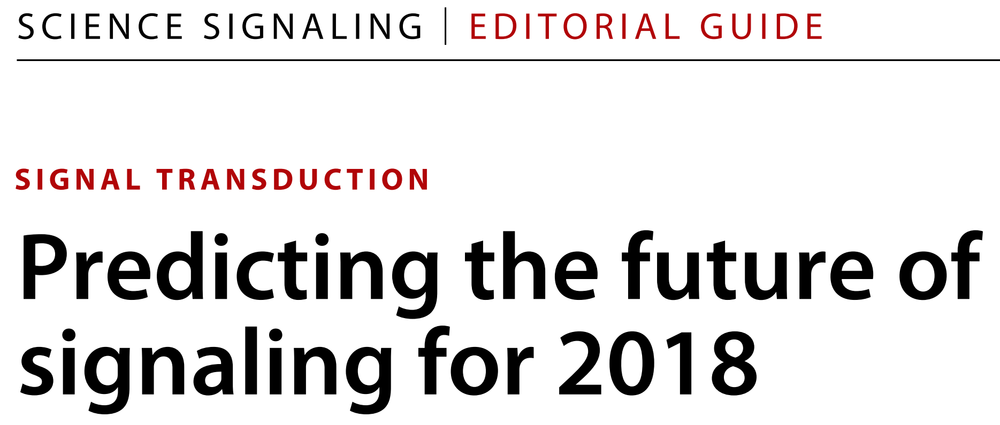 SCIENCE SIGNALING | EDITORIAL GUIDE
SIGNAL TRANSDUCTION
Predicting the future of
signaling for 2018